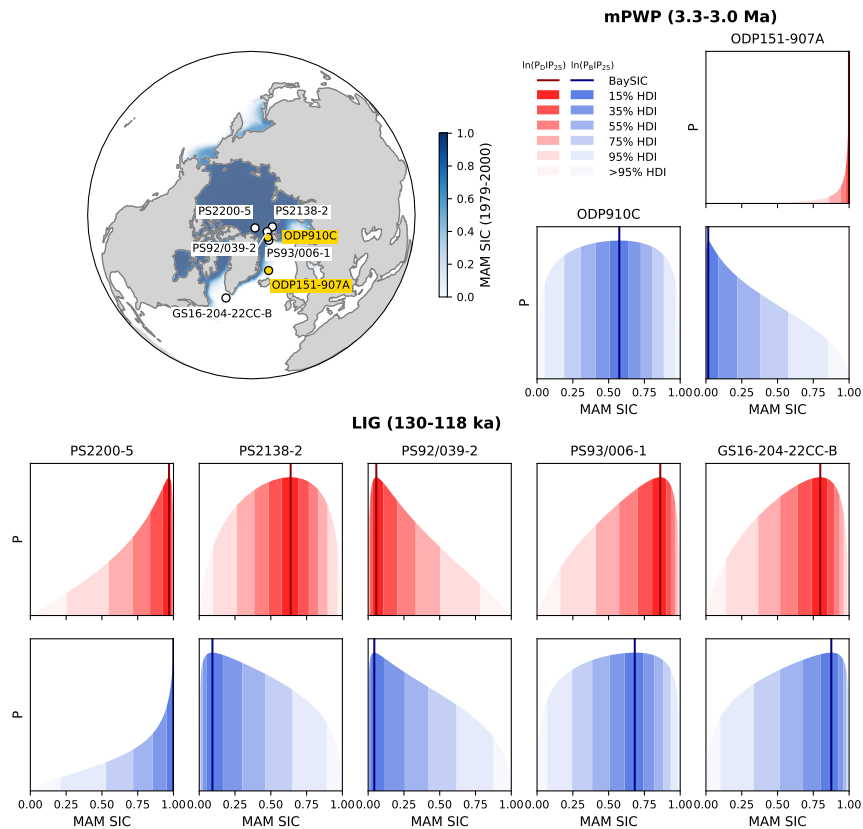 mPWP (3.3-3.0 Ma)
ODP151-907A
ln(P_DIP_25) ln(P_BIP_25)
BaySIC
15% HDI
35% HDI
55% HDI
75% HDI
95% HDI
>95% HDI
P
1.0
0.8
0.6
0.4
0.2
0.0
MAM SIC (1979-2000)
PS2200-5
PS2138-2
ODP910C
PS92/039-2
PS93/006-1
ODP151-907A
GS16-204-22CC-B
ODP910C
P
0.00 0.25 0.50 0.75 1.00
MAM SIC
0.00 0.25 0.50 0.75 1.00
MAM SIC
LIG (130-118 ka)
PS2200-5
PS2138-2
PS92/039-2
PS93/006-1
GS16-204-22CC-B
P
P
0.00 0.25 0.50 0.75 1.00
0.00 0.25 0.50 0.75 1.00
0.00 0.25 0.50 0.75 1.00
0.00 0.25 0.50 0.75 1.00
0.00 0.25 0.50 0.75 1.00
MAM SIC
MAM SIC
MAM SIC
MAM SIC
MAM SIC